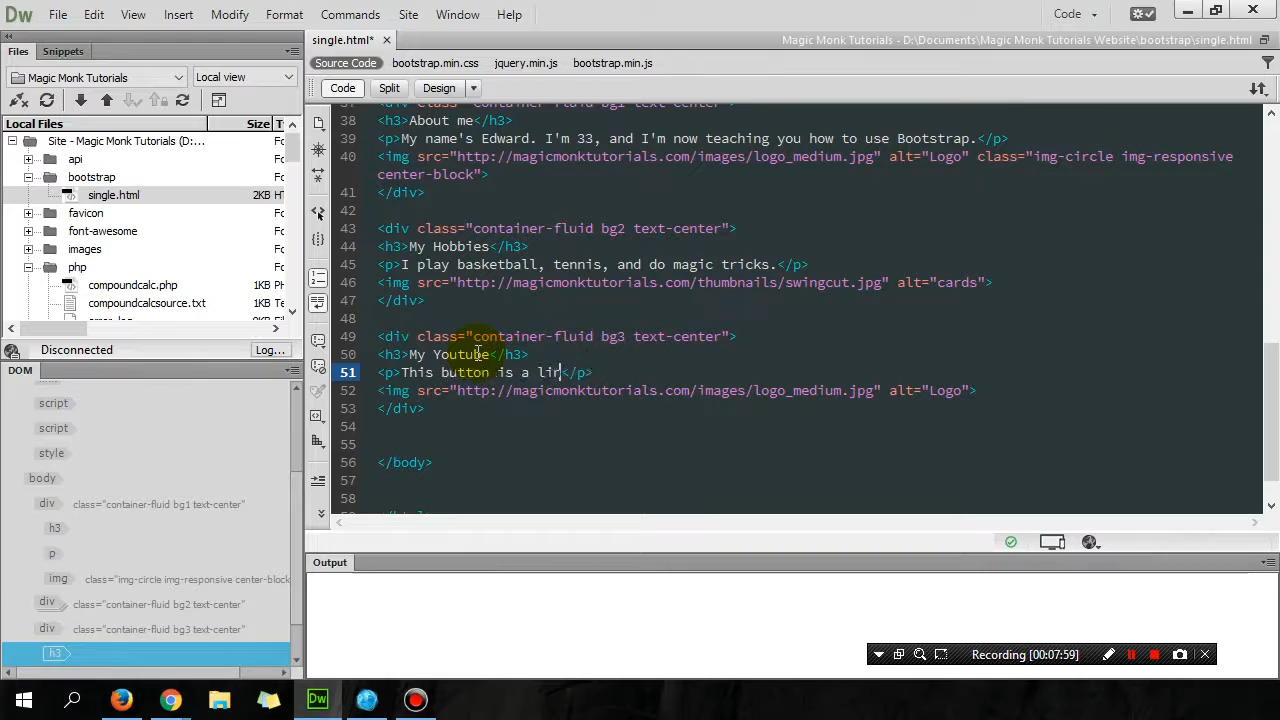 Dw File Edit View Insert Modify Format Commands Site Window Help Code
Files Snippets
single.html* Magic Monk Tutorials - D:\Documents\Magic Monk Tutorials Website\bootstrap\single.html
Source Code bootstrap.min.css jquery.min.js bootstrap.min.js
Magic Monk Tutorials Local view
Code Split Design
Local Files Size T
Site - Magic Monk Tutorials (D:...
api
bootstrap
single.html 2KB H
favicon
font-awesome
images
php
compoundcalc.php 1KB
compoundcalcsource.txt 1KB
Disconnected Log...
DOM
script
script
style
body
div class="container-fluid bg1 text-center"
h3
p
img class="img-circle img-responsive center-block
div class="container-fluid bg2 text-center"
div class="container-fluid bg3 text-center"
h3
37 <div class="container-fluid bg1 text-center">
38 <h3>About me</h3>
39 <p>My name's Edward. I'm 33, and I'm now teaching you how to use Bootstrap.</p>
40 <img src="http://magicmonktutorials.com/images/logo_medium.jpg" alt="Logo" class="img-circle img-responsive
center-block">
41 </div>
42
43 <div class="container-fluid bg2 text-center">
44 <h3>My Hobbies</h3>
45 <p>I play basketball, tennis, and do magic tricks.</p>
46 <img src="http://magicmonktutorials.com/thumbnails/swingcut.jpg" alt="cards">
47 </div>
48
49 <div class="container-fluid bg3 text-center">
50 <h3>My Youtube</h3>
51 <p>This button is a lin</p>
52 <img src="http://magicmonktutorials.com/images/logo_medium.jpg" alt="Logo">
53 </div>
54
55
56 </body>
57
58
Output
Recording [00:07:59]
Dw